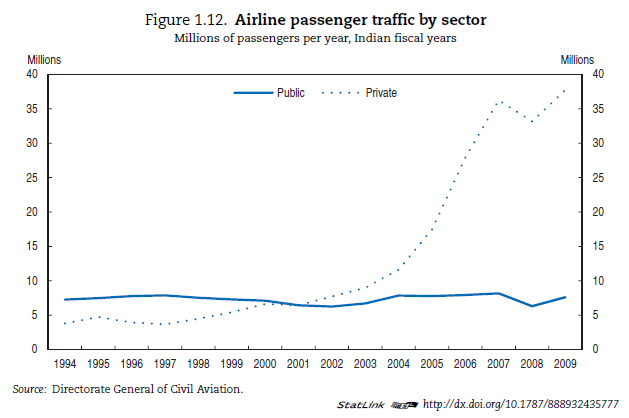 Figure 1.12. Airline passenger traffic by sector
Millions of passengers per year, Indian fiscal years
Millions Millions
Public Private
40 40
35 35
30 30
25 25
20 20
15 15
10 10
5 5
0 0
1994 1995 1996 1997 1998 1999 2000 2001 2002 2003 2004 2005 2006 2007 2008 2009
Source: Directorate General of Civil Aviation.
StatLink http://dx.doi.org/10.1787/888932435777